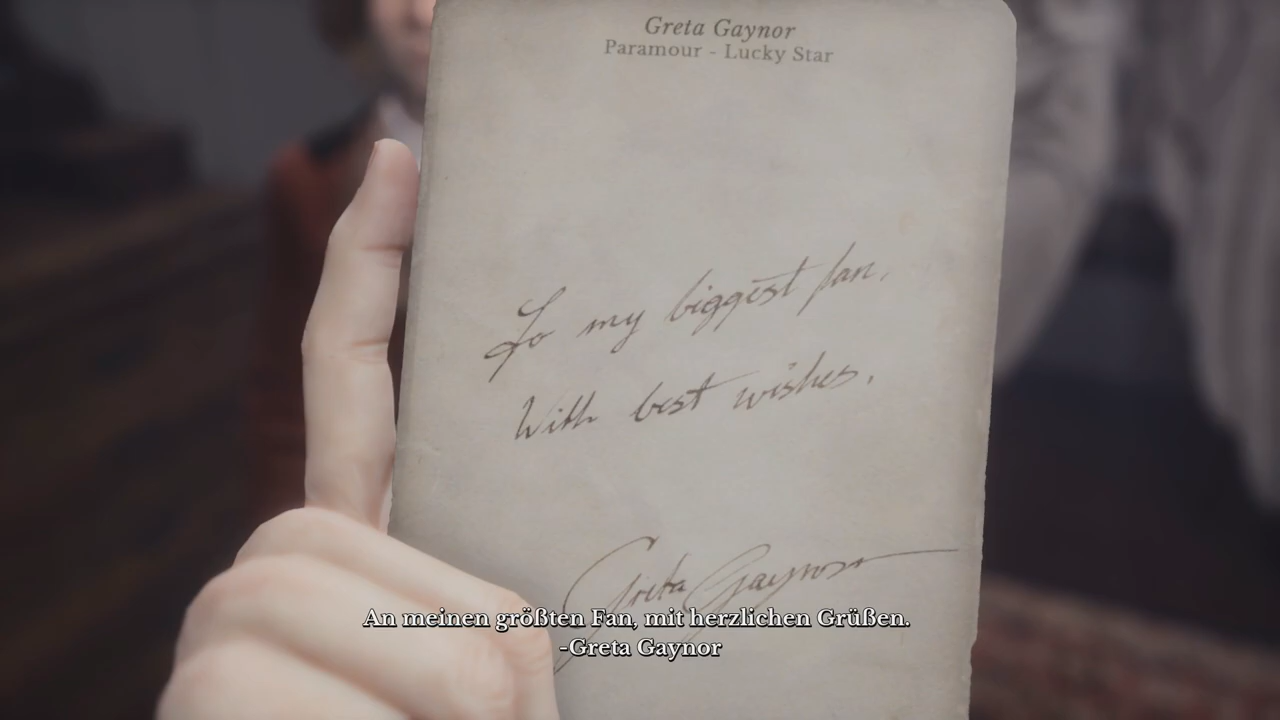 Greta Gaynor
Paramour - Lucky Star
To my biggest fan,
With best wishes,
Greta Gaynor
An meinen größten Fan, mit herzlichen Grüßen.
-Greta Gaynor